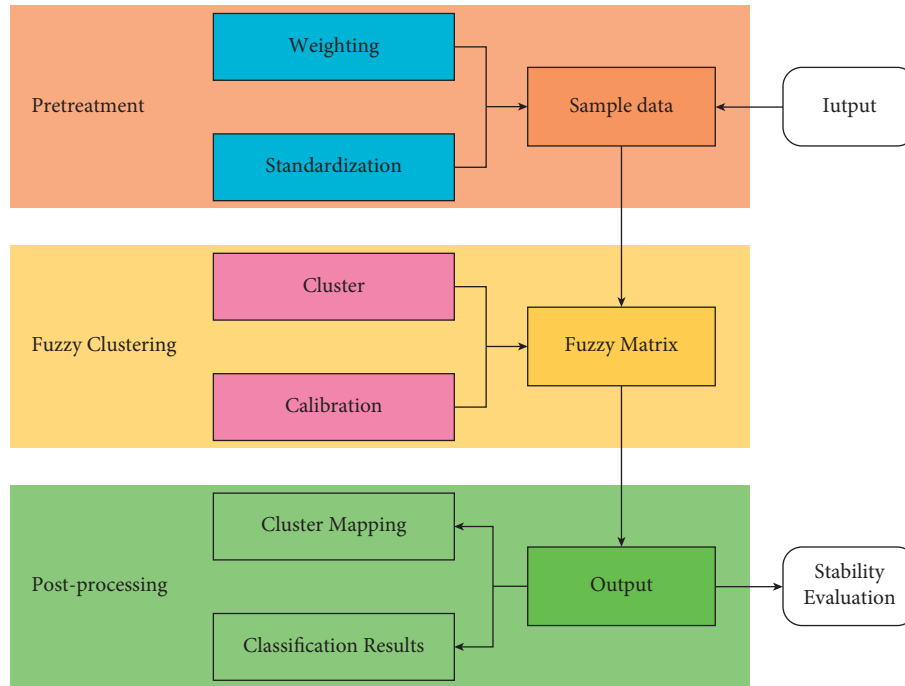 Weighting
Pretreatment
Sample data
Iutput
Standardization
Cluster
Fuzzy Clustering
Fuzzy Matrix
Calibration
Cluster Mapping
Post-processing
Output
Stability
Evaluation
Classification Results